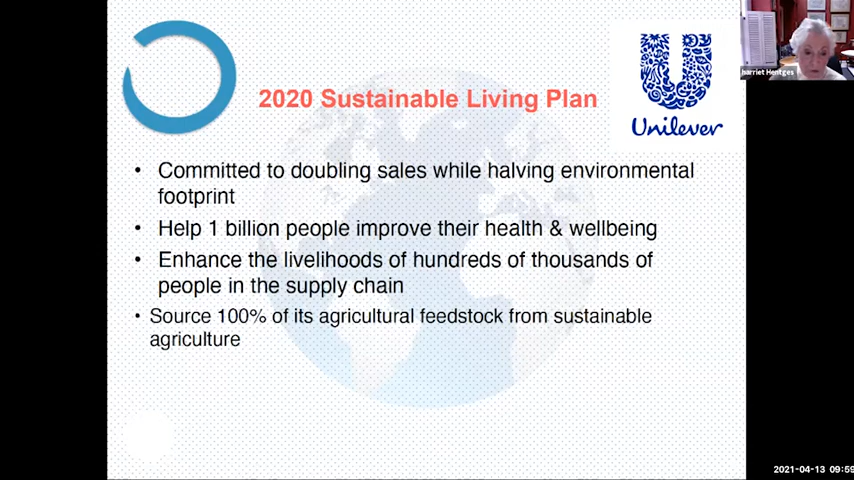 2020 Sustainable Living Plan
Unilever
harriet Hentges
• Committed to doubling sales while halving environmental
footprint
• Help 1 billion people improve their health & wellbeing
• Enhance the livelihoods of hundreds of thousands of
people in the supply chain
• Source 100% of its agricultural feedstock from sustainable
agriculture
2021-04-13 09:59